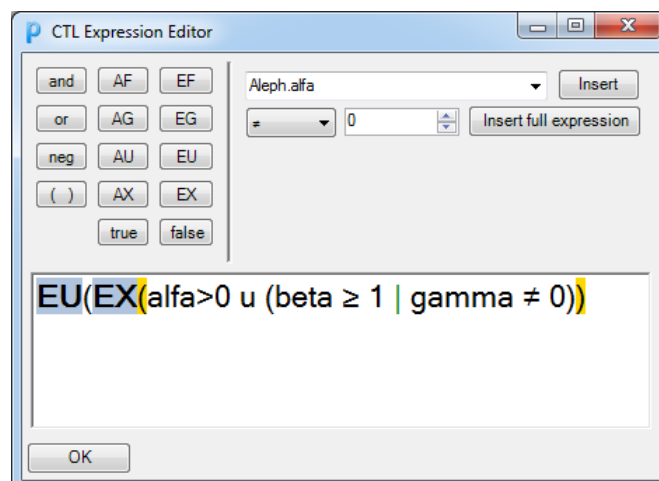 CTL Expression Editor
and AF EF Aleph.alfa Insert
or AG EG ≠ 0 Insert full expression
neg AU EU
( ) AX EX
true false
EU(EX(alfa>0 u (beta ≥ 1 | gamma ≠ 0))
OK